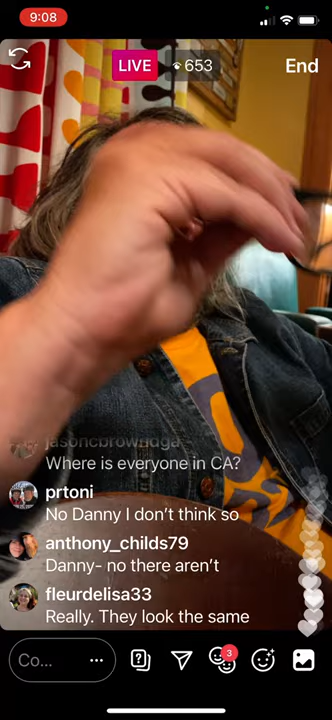 9:08
LIVE
653
End
jasoncbrowndga
Where is everyone in CA?
prtoni
No Danny I don't think so
anthony_childs79
Danny- no there aren't
fleurdelisa33
Really. They look the same
Co...
3